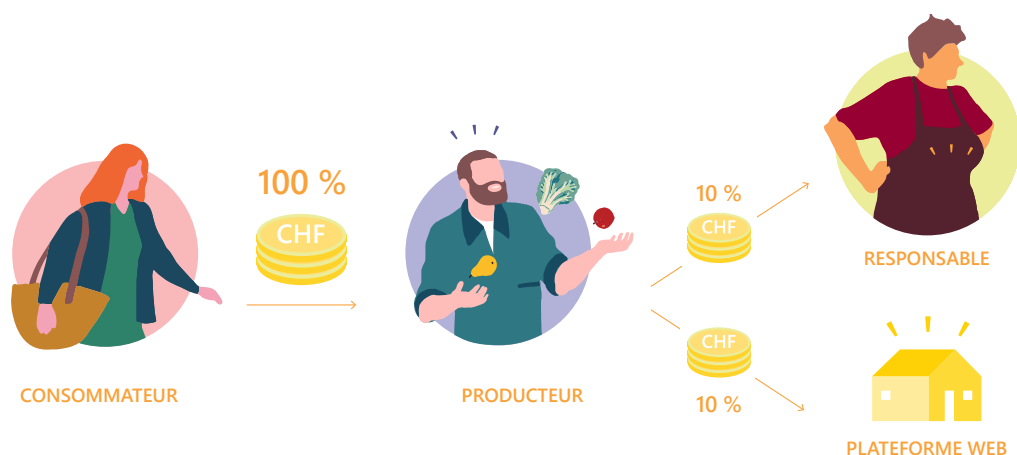 100 %
CHF
CONSOMMATEUR
PRODUCTEUR
10 %
CHF
RESPONSABLE
CHF
10 %
PLATEFORME WEB